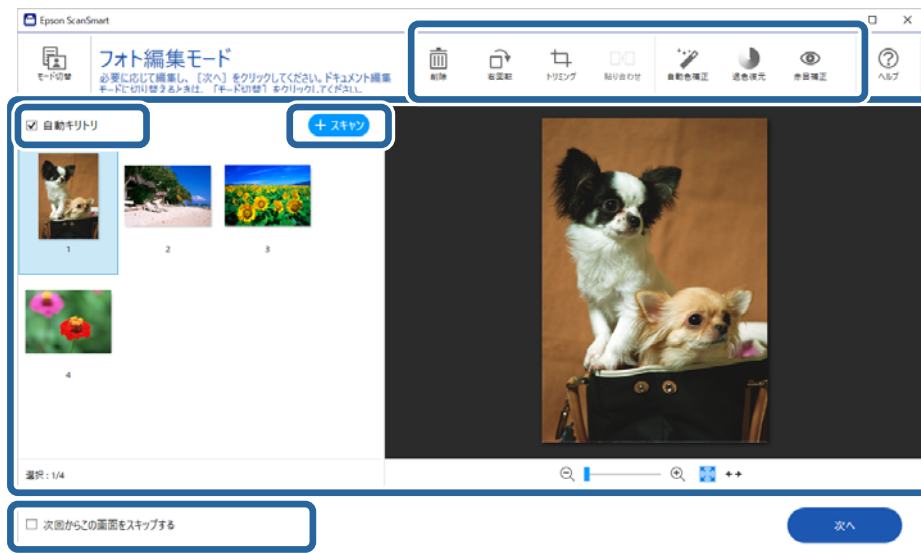 Epson ScanSmart
モード切替
フォト編集モード
必要に応じて編集し、［次へ］をクリックしてください。ドキュメント編集
モードに切り替えるときは、［モード切替］をクリックしてください。
削除
右回転
トリミング
貼り合わせ
自動色補正
退色復元
赤目補正
ヘルプ
自動キリトリ
+ スキャン
1
2
3
4
選択 : 1/4
次回からこの画面をスキップする
次へ